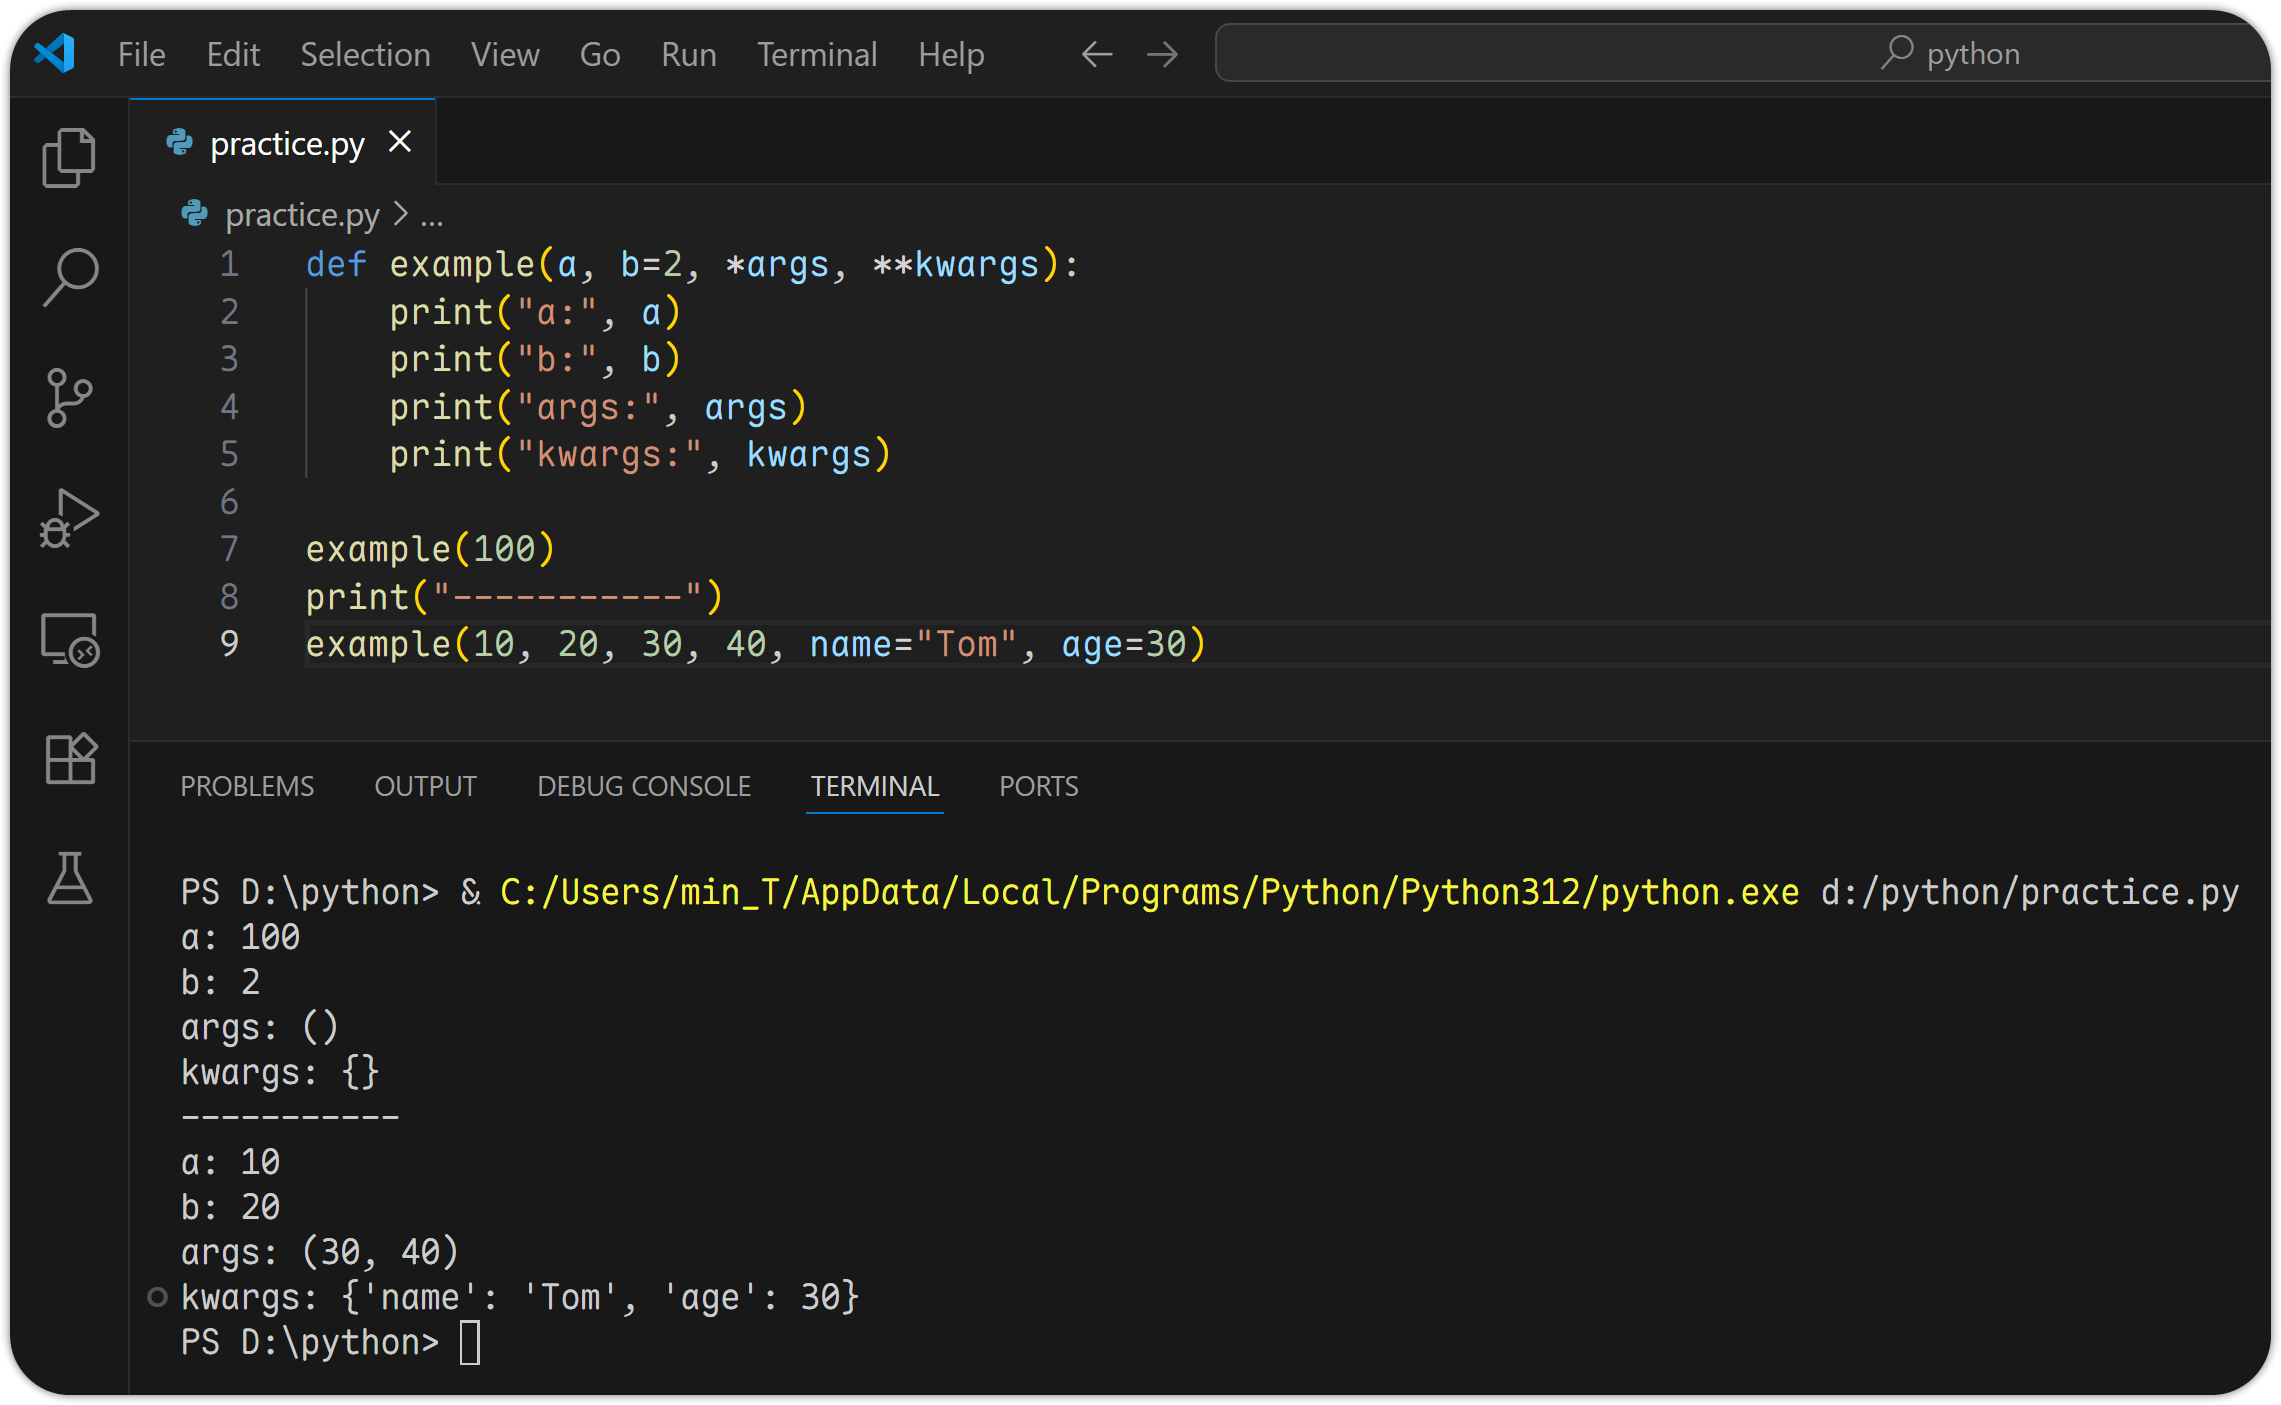 File Edit Selection View Go Run Terminal Help python
practice.py
practice.py > ...
1 def example(a, b=2, *args, **kwargs):
2     print("a:", a)
3     print("b:", b)
4     print("args:", args)
5     print("kwargs:", kwargs)
6
7 example(100)
8 print("-----------")
9 example(10, 20, 30, 40, name="Tom", age=30)
PROBLEMS OUTPUT DEBUG CONSOLE TERMINAL PORTS
PS D:\python> & C:/Users/min_T/AppData/Local/Programs/Python/Python312/python.exe d:/python/practice.py
a: 100
b: 2
args: ()
kwargs: {}
-----------
a: 10
b: 20
args: (30, 40)
kwargs: {'name': 'Tom', 'age': 30}
PS D:\python>